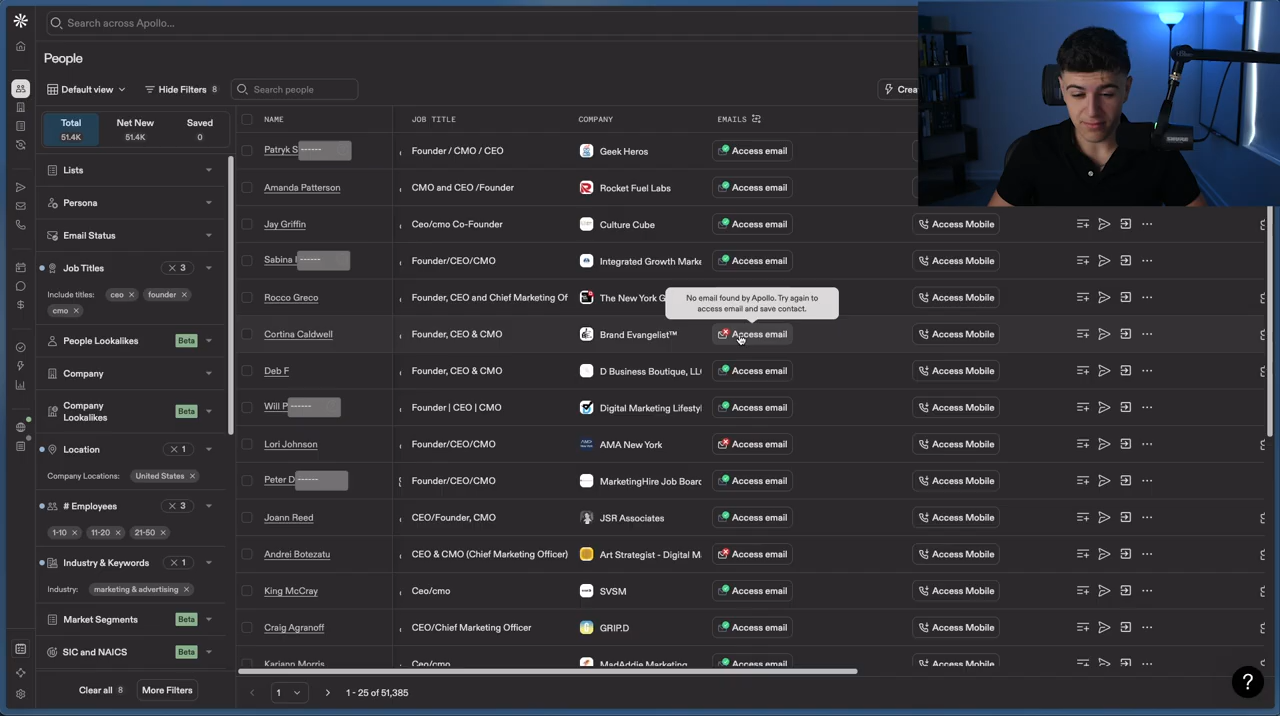 Search across Apollo...
People
Default view
Hide Filters 8
Search people
Total
51.4K
Net New
51.4K
Saved
0
NAME
JOB TITLE
COMPANY
EMAILS
Lists
Persona
Email Status
Job Titles
× 3
Include titles:
ceo ×
founder ×
cmo ×
People Lookalikes
Beta
Company
Company
Lookalikes
Beta
Location
× 1
Company Locations:
United States ×
# Employees
× 3
1-10 ×
11-20 ×
21-50 ×
Industry & Keywords
× 1
Industry:
marketing & advertising ×
Market Segments
Beta
SIC and NAICS
Beta
Clear all 8
More Filters
Patryk S ------
Founder / CMO / CEO
Geek Heros
Access email
Amanda Patterson
CMO and CEO /Founder
Rocket Fuel Labs
Access email
Jay Griffin
Ceo/cmo Co-Founder
Culture Cube
Access email
Access Mobile
Sabina ------
Founder/CEO/CMO
Integrated Growth Marke
Access email
Access Mobile
Rocco Greco
Founder, CEO and Chief Marketing Of
The New York G
No email found by Apollo. Try again to
access email and save contact.
Access Mobile
Cortina Caldwell
Founder, CEO & CMO
Brand Evangelist™
Access email
Access Mobile
Deb F
Founder, CEO & CMO
D Business Boutique, LL
Access email
Access Mobile
Will P ------
Founder | CEO | CMO
Digital Marketing Lifesty
Access email
Access Mobile
Lori Johnson
Founder/CEO/CMO
AMA New York
Access email
Access Mobile
Peter D ------
Founder/CEO/CMO
MarketingHire Job Board
Access email
Access Mobile
Joann Reed
CEO/Founder, CMO
JSR Associates
Access email
Access Mobile
Andrei Botezatu
CEO & CMO (Chief Marketing Officer)
Art Strategist - Digital M
Access email
Access Mobile
King McCray
Ceo/cmo
SVSM
Access email
Access Mobile
Craig Agranoff
CEO/Chief Marketing Officer
GRIP.D
Access email
Access Mobile
Kariann Morris
Ceo/cmo
MadAddie Marketing
Access email
Access Mobile
1
1 - 25 of 51,385
?